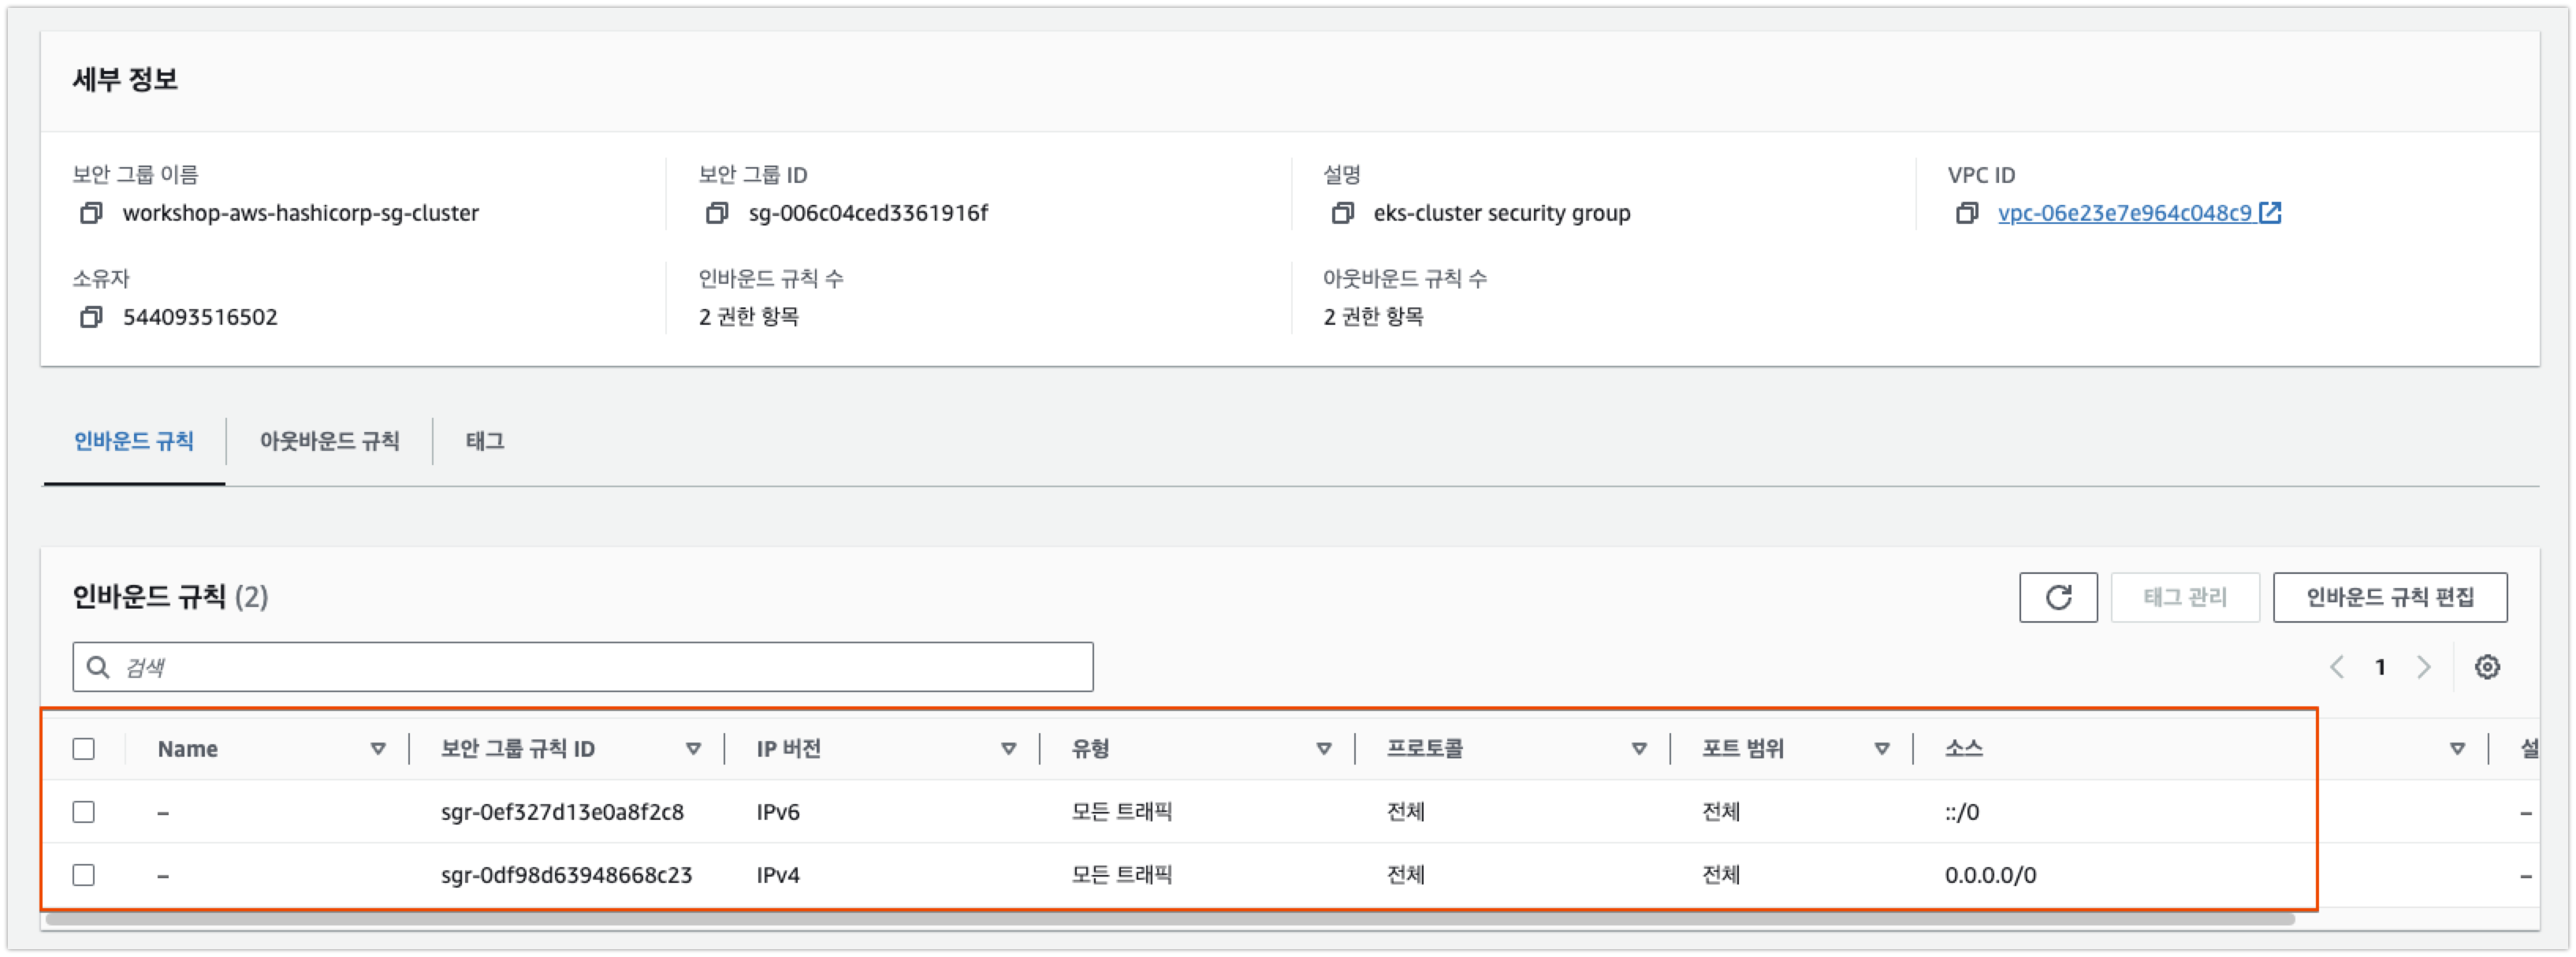 세부 정보
보안 그룹 이름 보안 그룹 ID 설명 VPC ID
workshop-aws-hashicorp-sg-cluster sg-006c04ced3361916f eks-cluster security group vpc-06e23e7e964c048c9
소유자 인바운드 규칙 수 아웃바운드 규칙 수
544093516502 2 권한 항목 2 권한 항목
인바운드 규칙 아웃바운드 규칙 태그
인바운드 규칙 (2) 태그 관리 인바운드 규칙 편집
검색 1
Name 보안 그룹 규칙 ID IP 버전 유형 프로토콜 포트 범위 소스 설
– sgr-0ef327d13e0a8f2c8 IPv6 모든 트래픽 전체 전체 ::/0 –
– sgr-0df98d63948668c23 IPv4 모든 트래픽 전체 전체 0.0.0.0/0 –